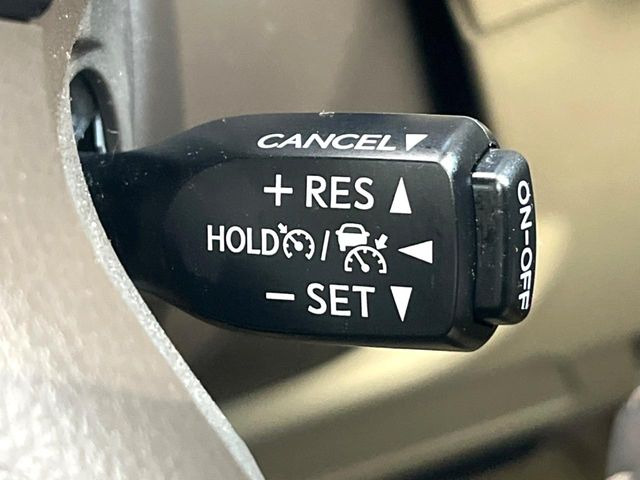 CANCEL
+ RES
HOLD /
− SET
ON-OFF